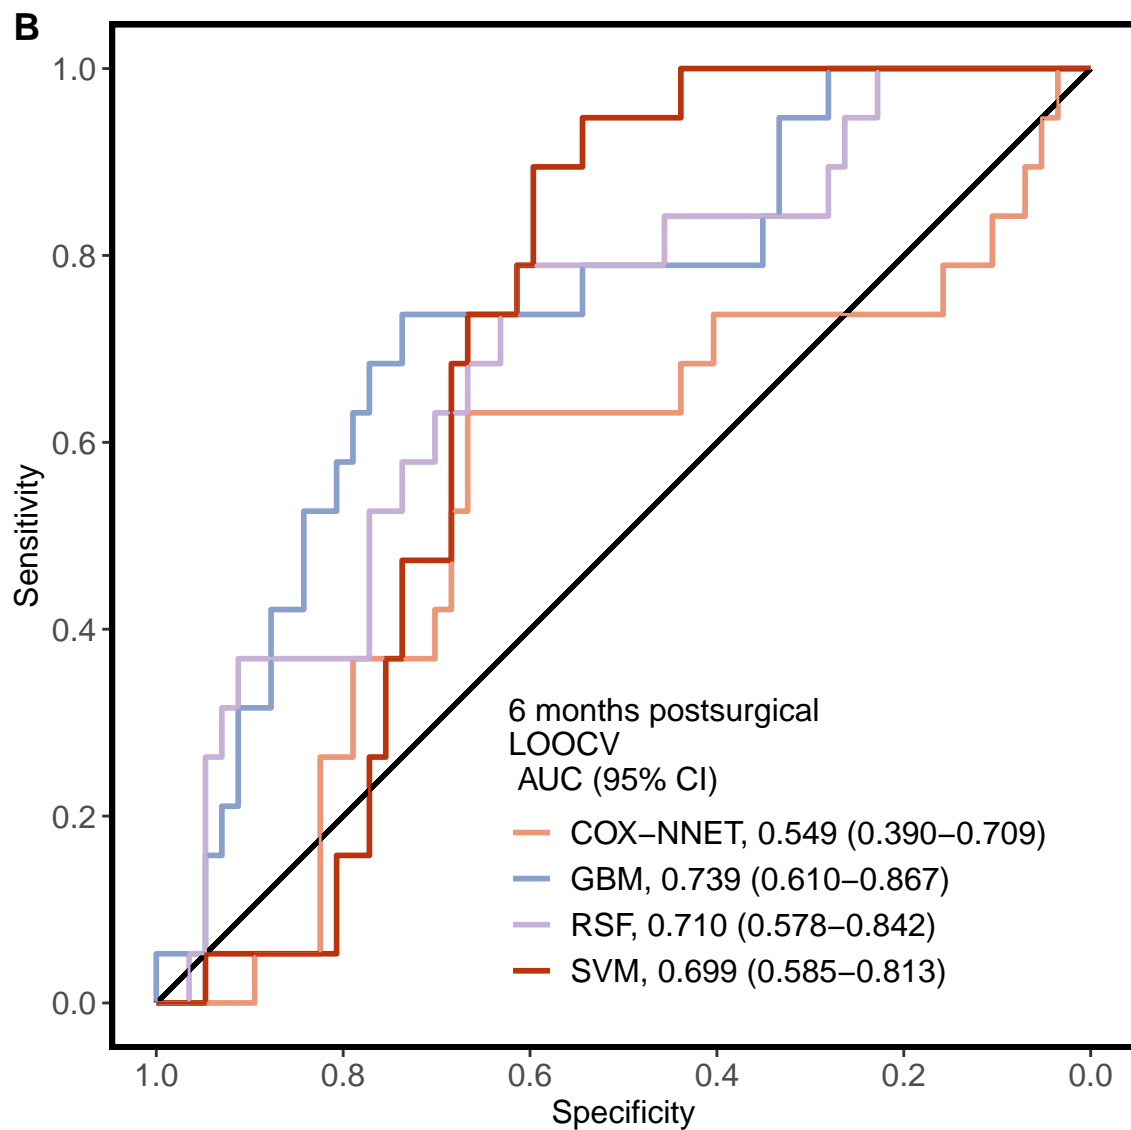 B
1.0
0.8
0.6
0.4
0.2
0.0
Sensitivity
6 months postsurgical
LOOCV
AUC (95% CI)
COX−NNET, 0.549 (0.390−0.709)
GBM, 0.739 (0.610−0.867)
RSF, 0.710 (0.578−0.842)
SVM, 0.699 (0.585−0.813)
1.0 0.8 0.6 0.4 0.2 0.0
Specificity